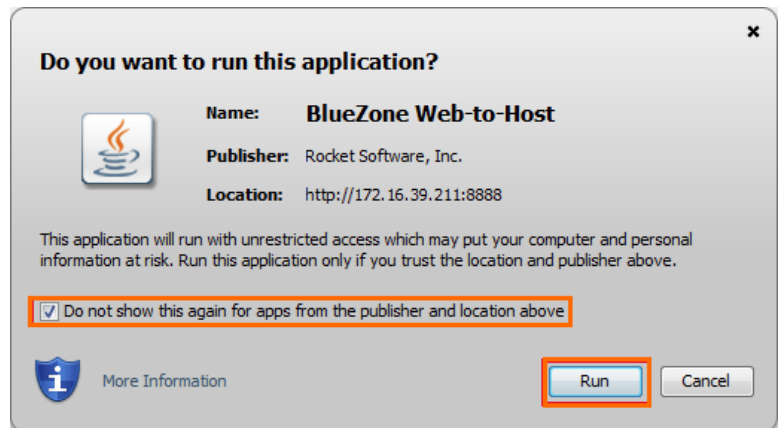 Do you want to run this application?
Name: BlueZone Web-to-Host
Publisher: Rocket Software, Inc.
Location: http://172.16.39.211:8888
This application will run with unrestricted access which may put your computer and personal
information at risk. Run this application only if you trust the location and publisher above.
Do not show this again for apps from the publisher and location above
More Information
Run Cancel